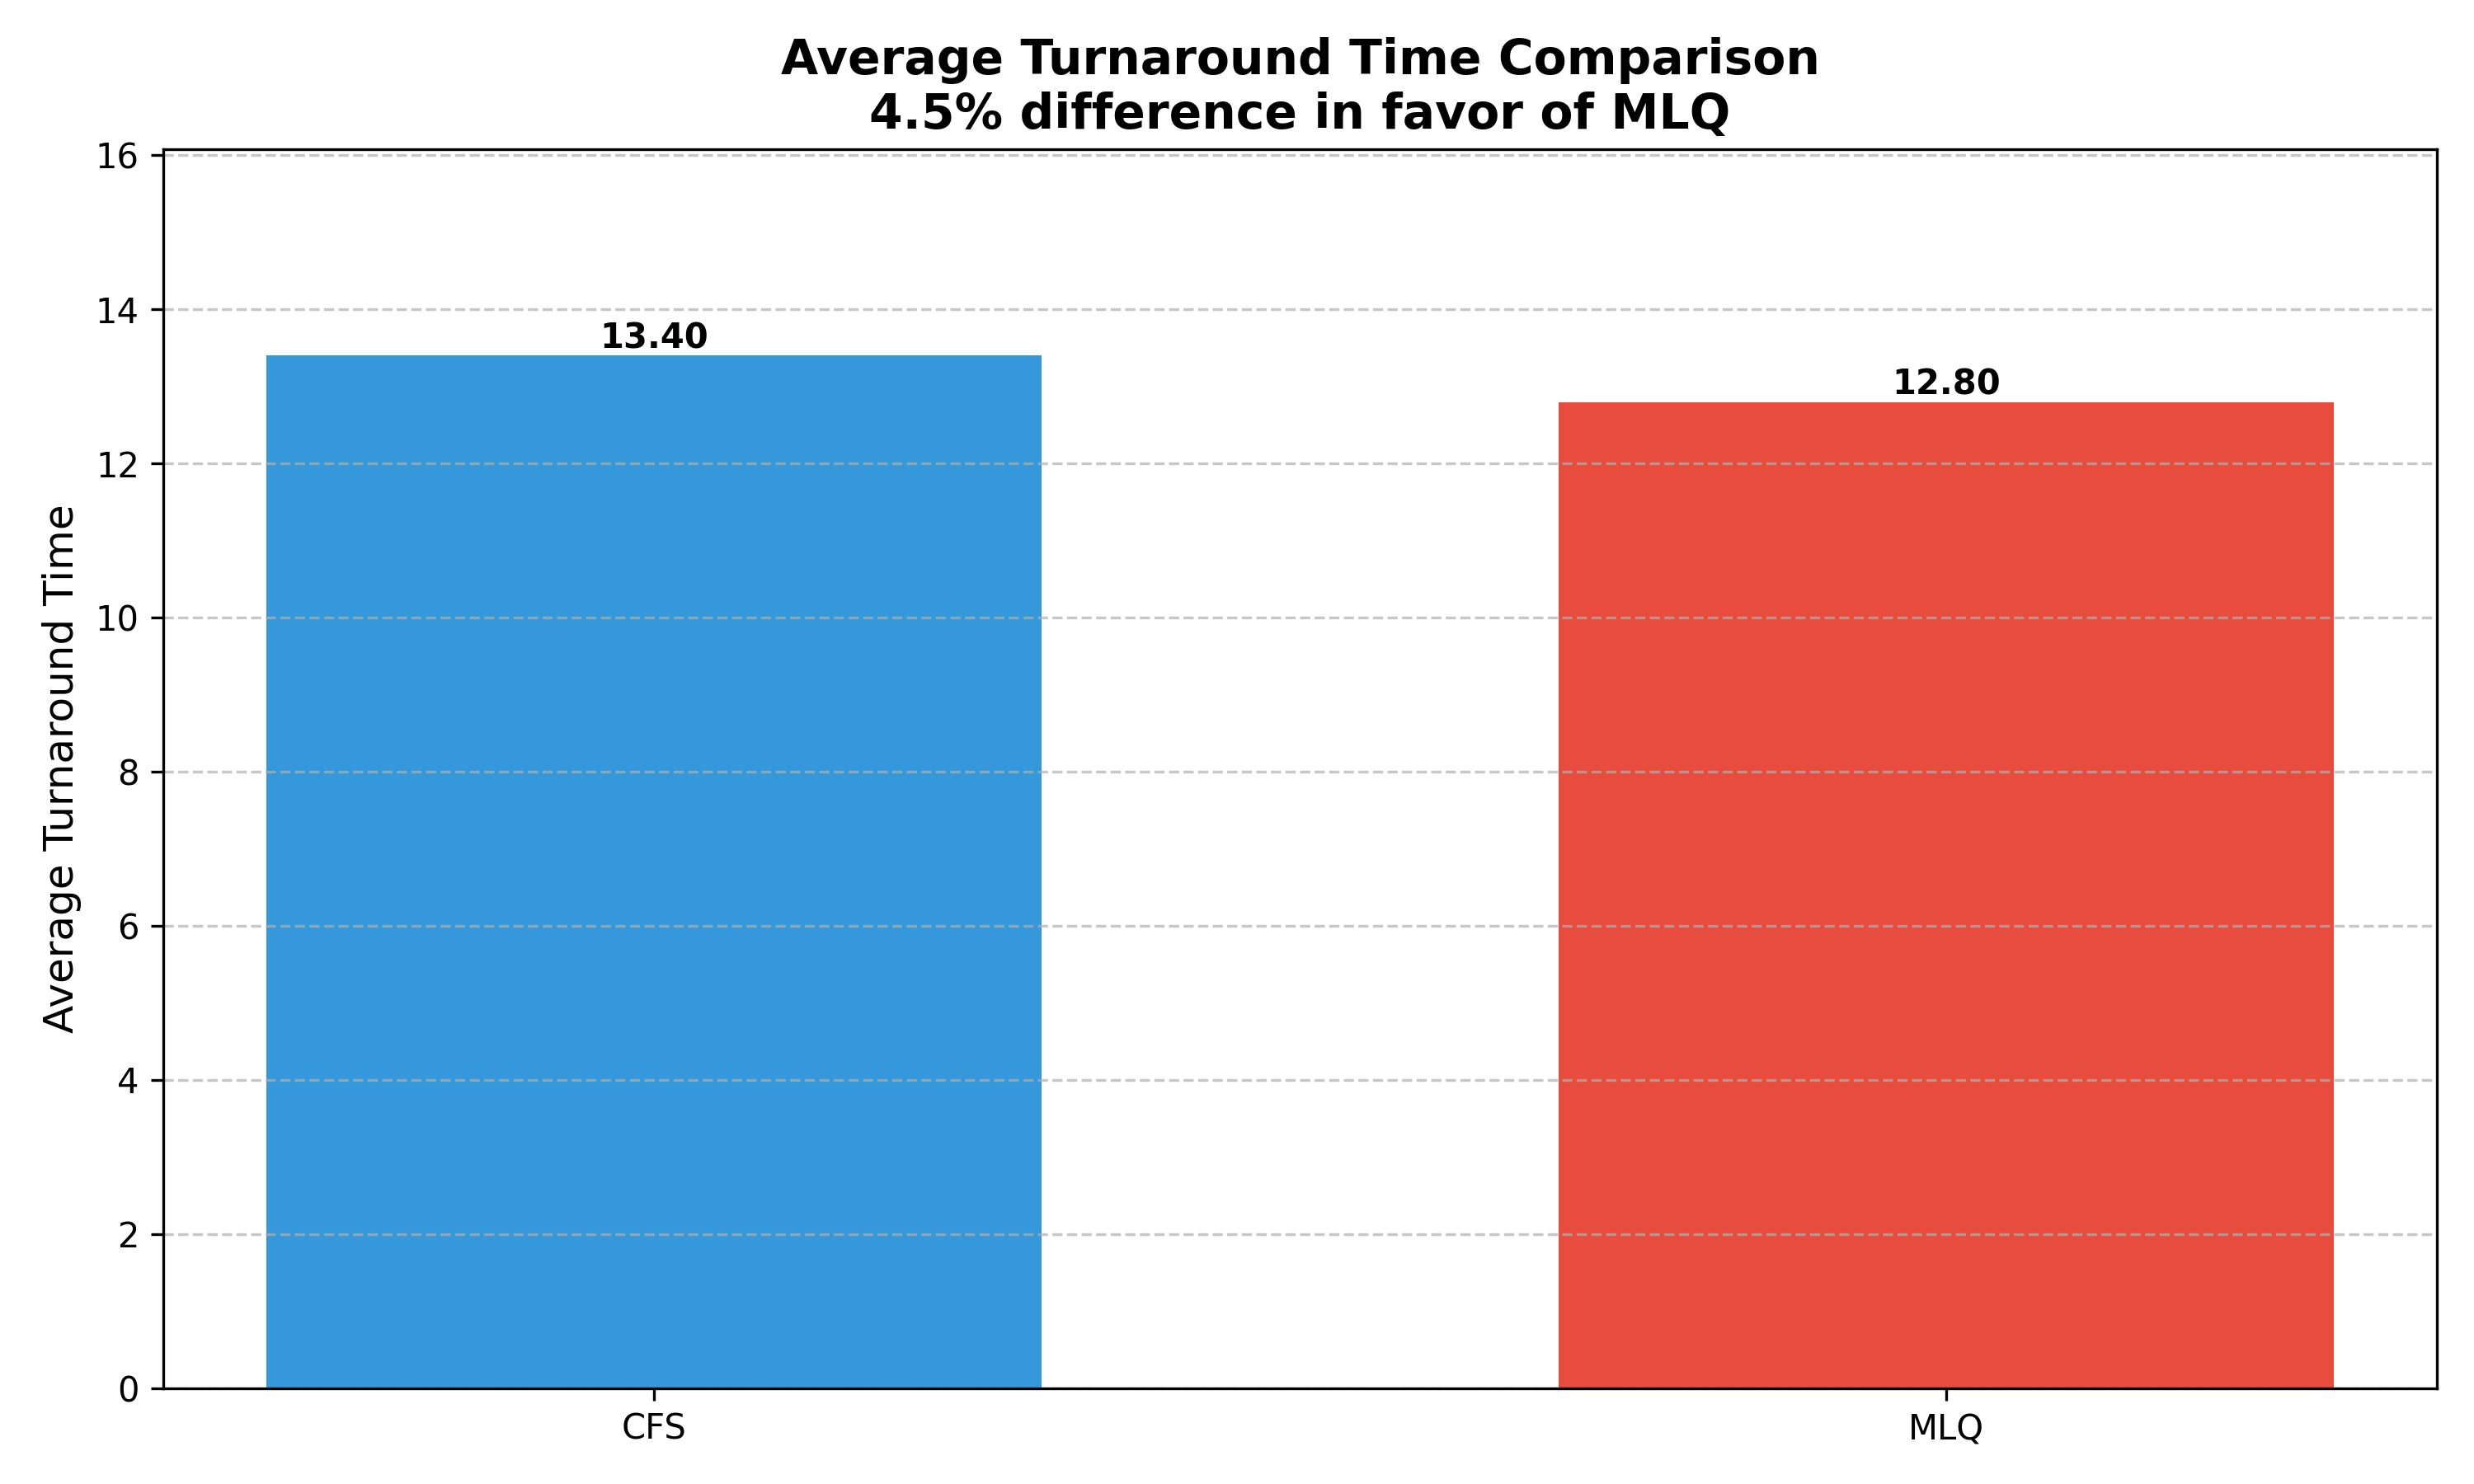 Average Turnaround Time Comparison
4.5% difference in favor of MLQ
16
14
12
10
8
6
4
2
0
Average Turnaround Time
13.40
12.80
CFS
MLQ